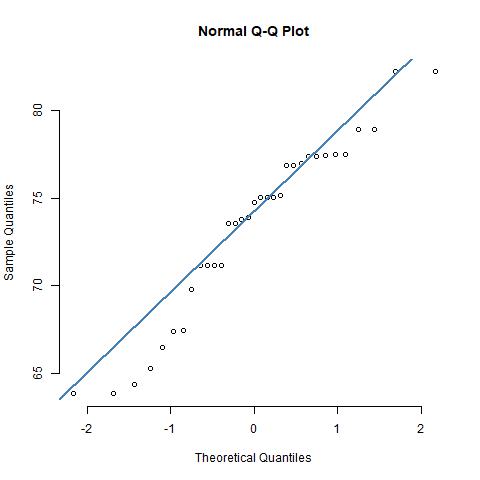 Normal Q-Q Plot
80
75
70
65
Sample Quantiles
-2 -1 0 1 2
Theoretical Quantiles